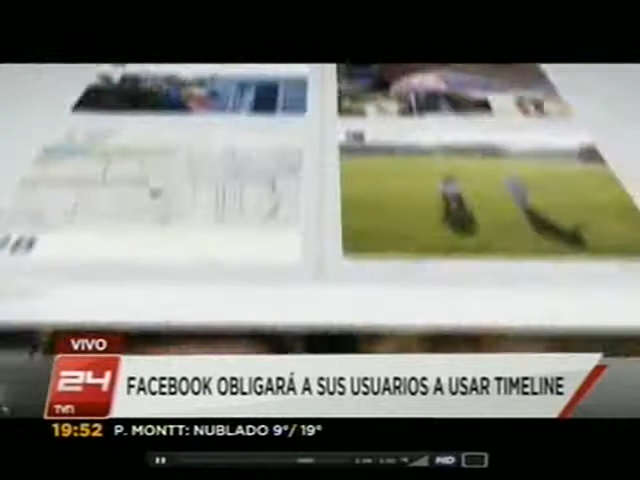 VIVO
24
TVN
FACEBOOK OBLIGARÁ A SUS USUARIOS A USAR TIMELINE
19:52 P. MONTT: NUBLADO 9°/ 19°
HD